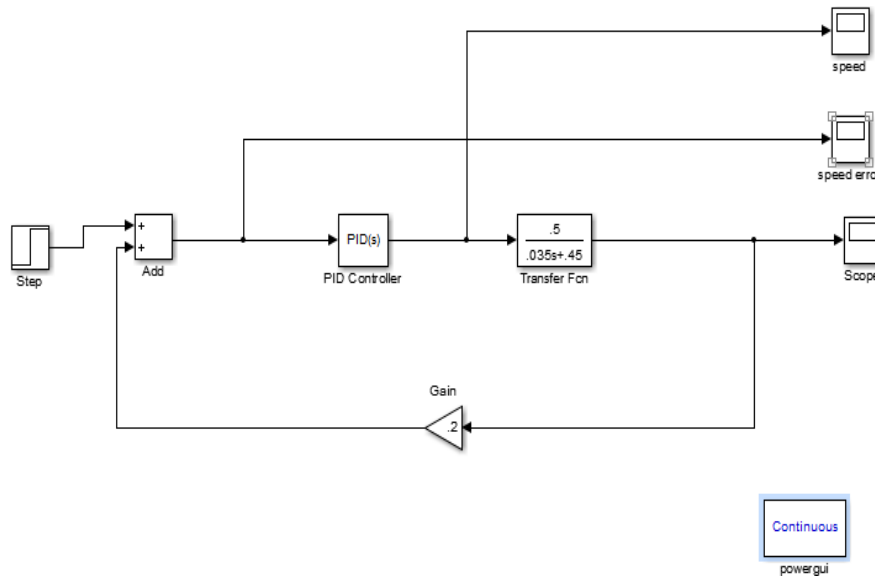 speed
speed erro
+
+
Step
Add
PID(s)
PID Controller
.5
.035s+.45
Transfer Fcn
Scope
Gain
.2
Continuous
powergui